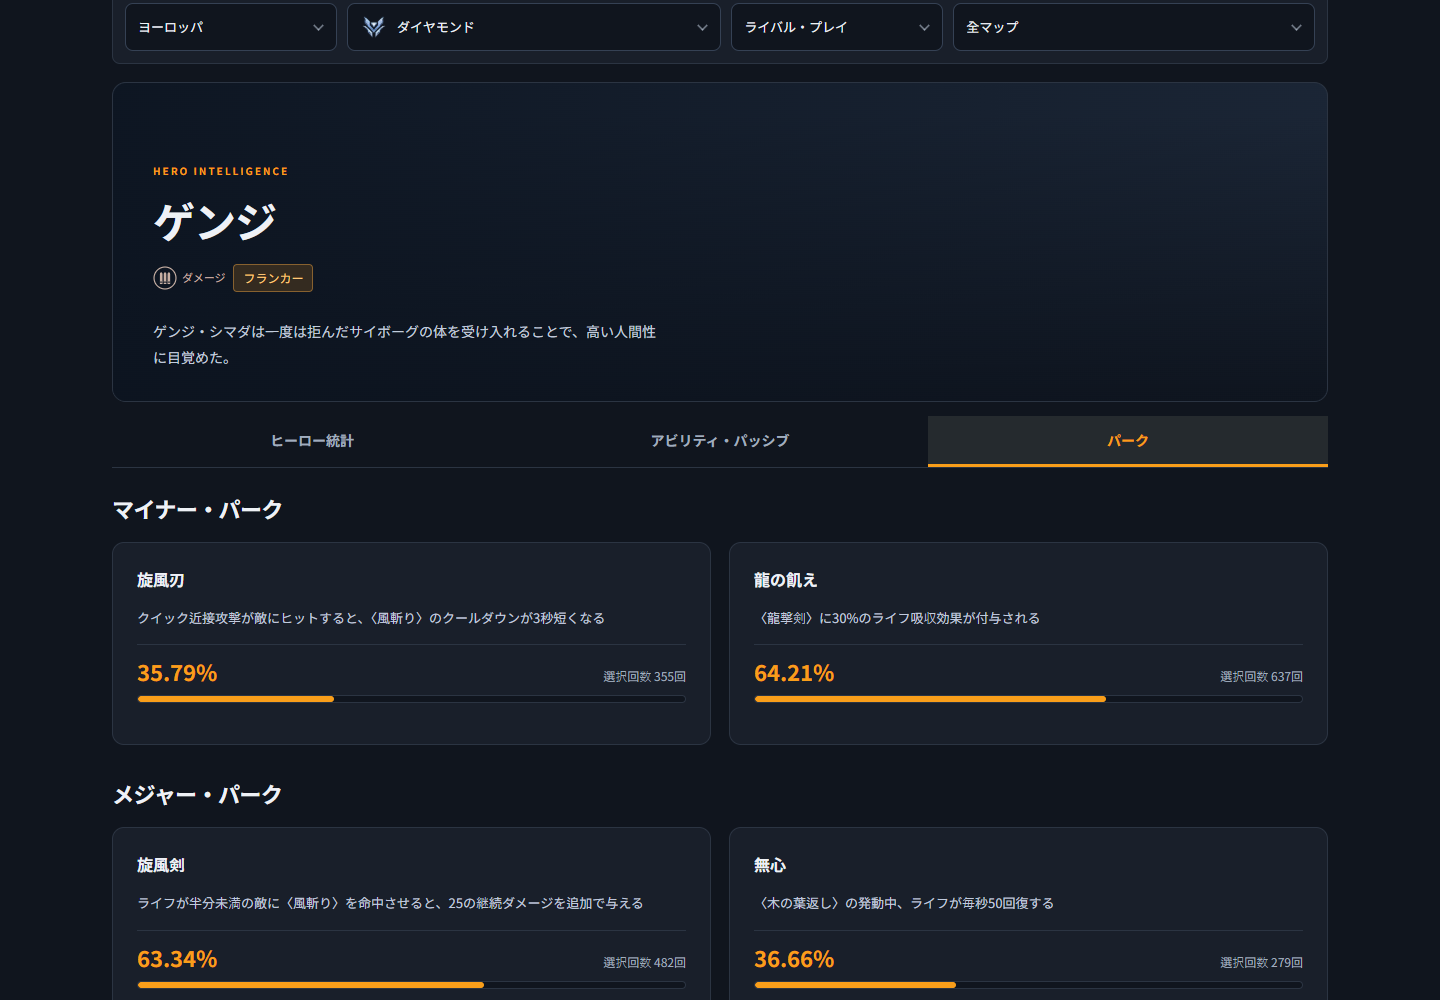 ヨーロッパ
ダイヤモンド
ライバル・プレイ
全マップ
HERO INTELLIGENCE
ゲンジ
ダメージ
フランカー
ゲンジ・シマダは一度は拒んだサイボーグの体を受け入れることで、高い人間性
に目覚めた。
ヒーロー統計
アビリティ・パッシブ
パーク
マイナー・パーク
旋風刃
クイック近接攻撃が敵にヒットすると、〈風斬り〉のクールダウンが3秒短くなる
35.79%
選択回数 355回
龍の飢え
〈龍撃剣〉に30%のライフ吸収効果が付与される
64.21%
選択回数 637回
メジャー・パーク
旋風剣
ライフが半分未満の敵に〈風斬り〉を命中させると、25の継続ダメージを追加で与える
63.34%
選択回数 482回
無心
〈木の葉返し〉の発動中、ライフが毎秒50回復する
36.66%
選択回数 279回